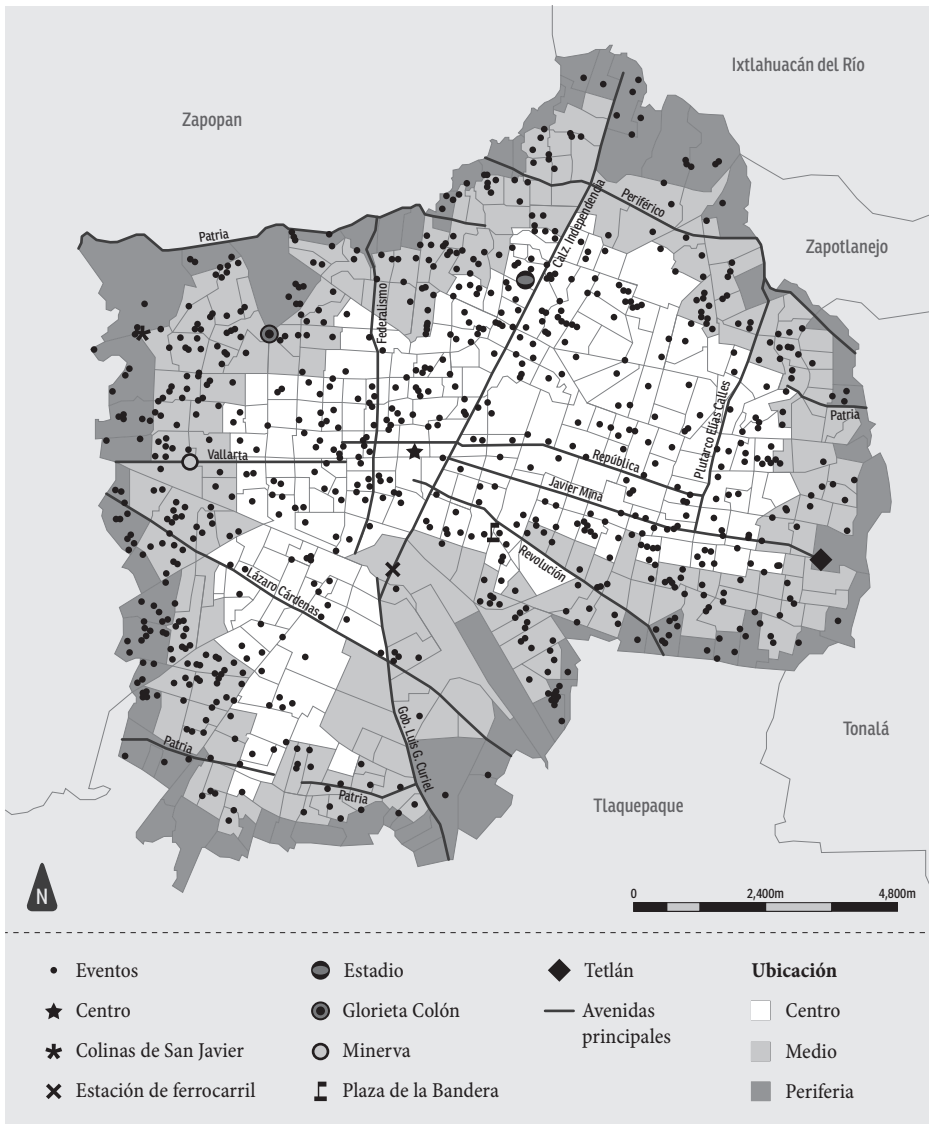 Ixtlahuacán del Río
Zapopan
Periférico
Calz. Independencia
Patria
Zapotlanejo
Federalismo
Plutarco Elías Calles
Patria
Vallarta
República
Javier Mina
Revolución
Lázaro Cárdenas
Gob. Luis G. Curiel
Tonalá
Patria
Patria
Tlaquepaque
N
0 2,400m 4,800m
Eventos
Centro
Colinas de San Javier
Estación de ferrocarril
Estadio
Glorieta Colón
Minerva
Plaza de la Bandera
Tetlán
Avenidas
principales
Ubicación
Centro
Medio
Periferia